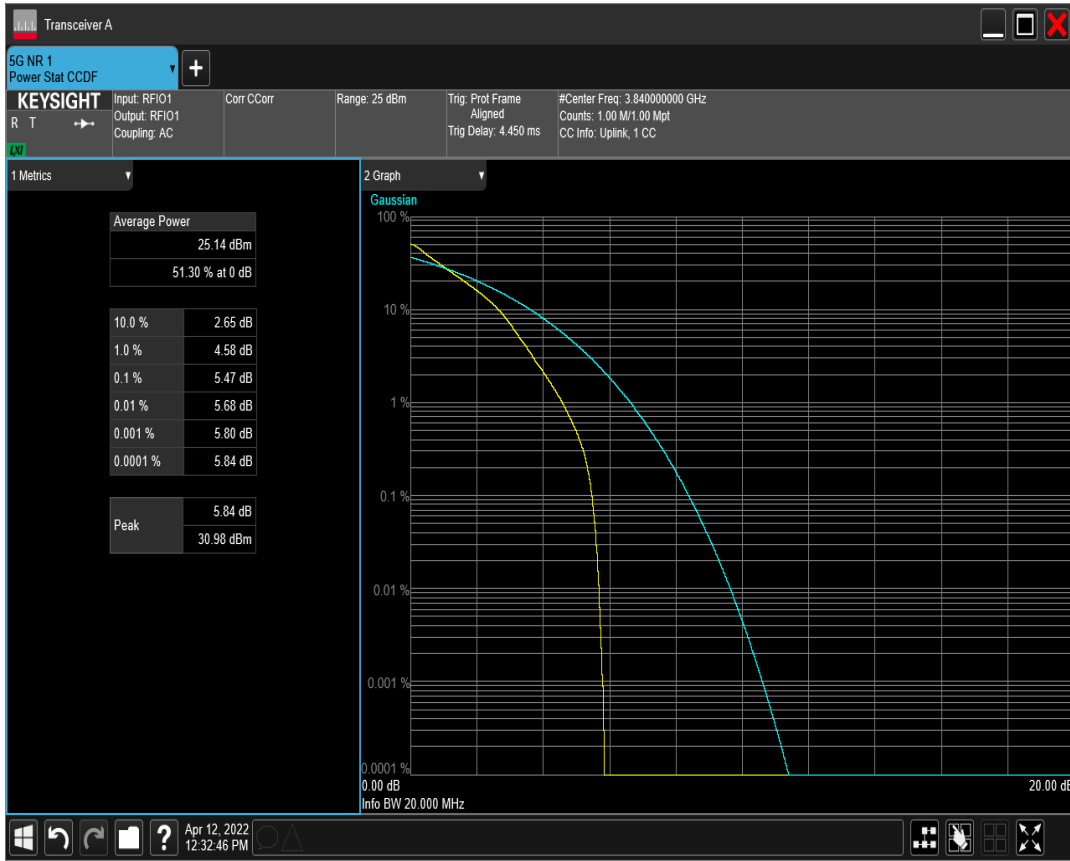 Transceiver A
5G NR 1
Power Stat CCDF
KEYSIGHT
R T
LXI
Input: RFIO1
Output: RFIO1
Coupling: AC
Corr CCorr
Range: 25 dBm
Trig: Prot Frame
Aligned
Trig Delay: 4.450 ms
#Center Freq: 3.840000000 GHz
Counts: 1.00 M/1.00 Mpt
CC Info: Uplink, 1 CC
1 Metrics
Average Power
25.14 dBm
51.30 % at 0 dB
10.0 % 2.65 dB
1.0 % 4.58 dB
0.1 % 5.47 dB
0.01 % 5.68 dB
0.001 % 5.80 dB
0.0001 % 5.84 dB
Peak
5.84 dB
30.98 dBm
2 Graph
Gaussian
100 %
10 %
1 %
0.1 %
0.01 %
0.001 %
0.0001 %
0.00 dB 20.00 dB
Info BW 20.000 MHz
?
Apr 12, 2022
12:32:46 PM